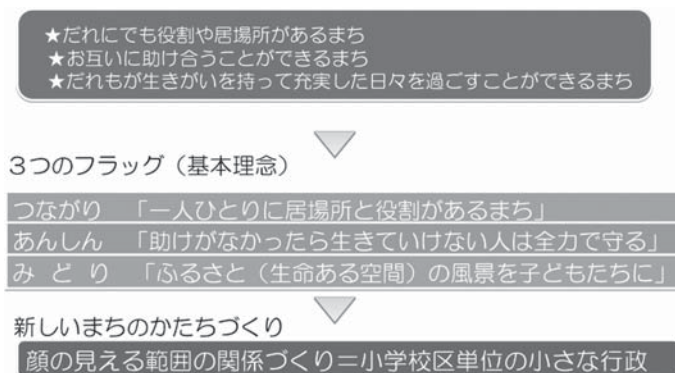 ★だれにでも役割や居場所があるまち
★お互いに助け合うことができるまち
★だれもが生きがいを持って充実した日々を過ごすことができるまち
3つのフラッグ（基本理念）
つながり 「一人ひとりに居場所と役割があるまち」
あんしん 「助けがなかったら生きていけない人は全力で守る」
みどり 「ふるさと（生命ある空間）の風景を子どもたちに」
新しいまちのかたちづくり
顔の見える範囲の関係づくり＝小学校区単位の小さな行政